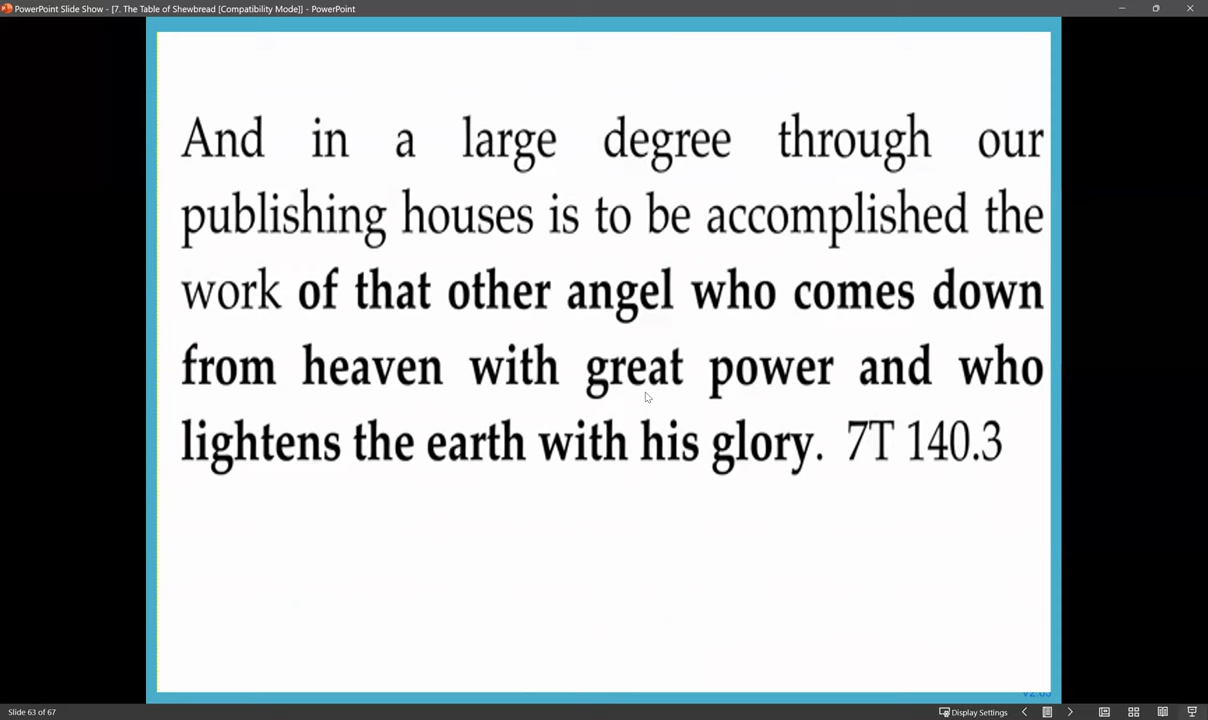 PowerPoint Slide Show - [7. The Table of Shewbread [Compatibility Mode]] - PowerPoint
And in a large degree through our
publishing houses is to be accomplished the
work of that other angel who comes down
from heaven with great power and who
lightens the earth with his glory. 7T 140.3
Slide 63 of 67
Display Settings